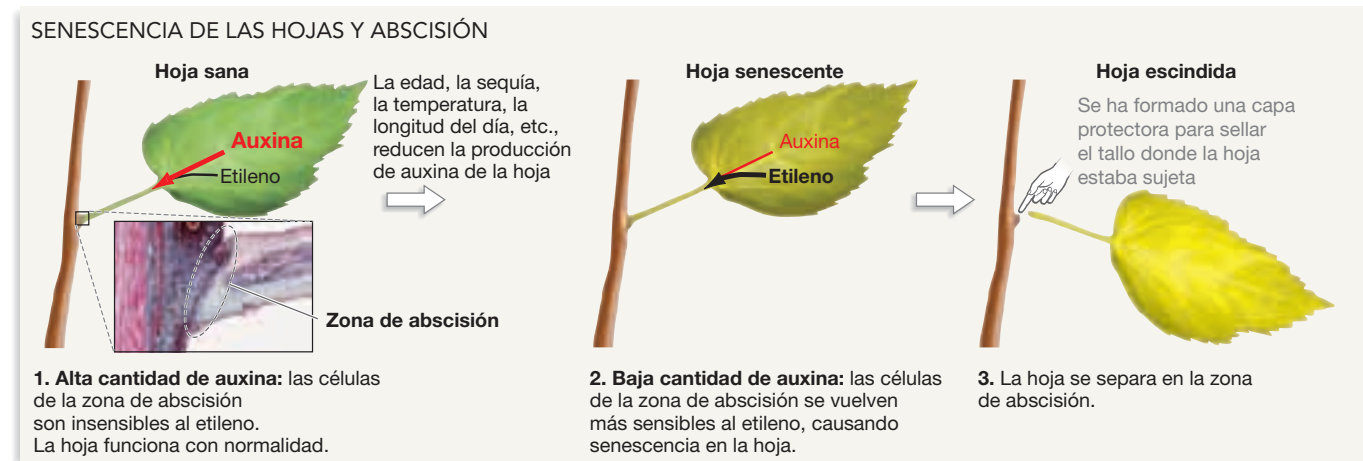 SENESCENCIA DE LAS HOJAS Y ABSCISIÓN
Hoja sana
Auxina
Etileno
Zona de abscisión
1. Alta cantidad de auxina: las células
de la zona de abscisión
son insensibles al etileno.
La hoja funciona con normalidad.
La edad, la sequía,
la temperatura, la
longitud del día, etc.,
reducen la producción
de auxina de la hoja
Hoja senescente
Auxina
Etileno
2. Baja cantidad de auxina: las células
de la zona de abscisión se vuelven
más sensibles al etileno, causando
senescencia en la hoja.
Hoja escindida
Se ha formado una capa
protectora para sellar
el tallo donde la hoja
estaba sujeta
3. La hoja se separa en la zona
de abscisión.